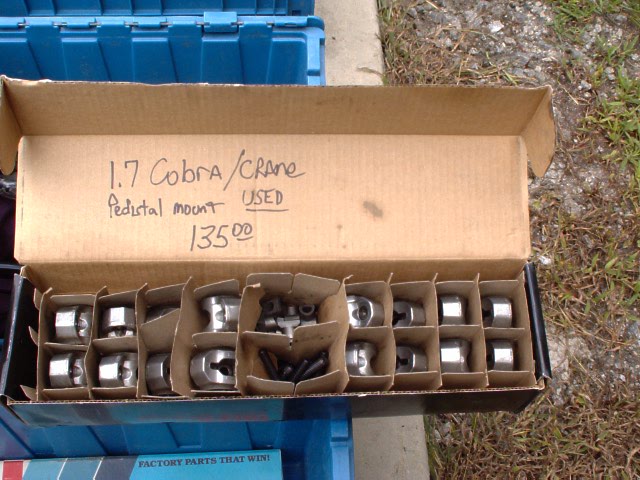 1.7 Cobra/CRANE
Pedistal mount USED
135.00
FACTORY PARTS THAT WIN!